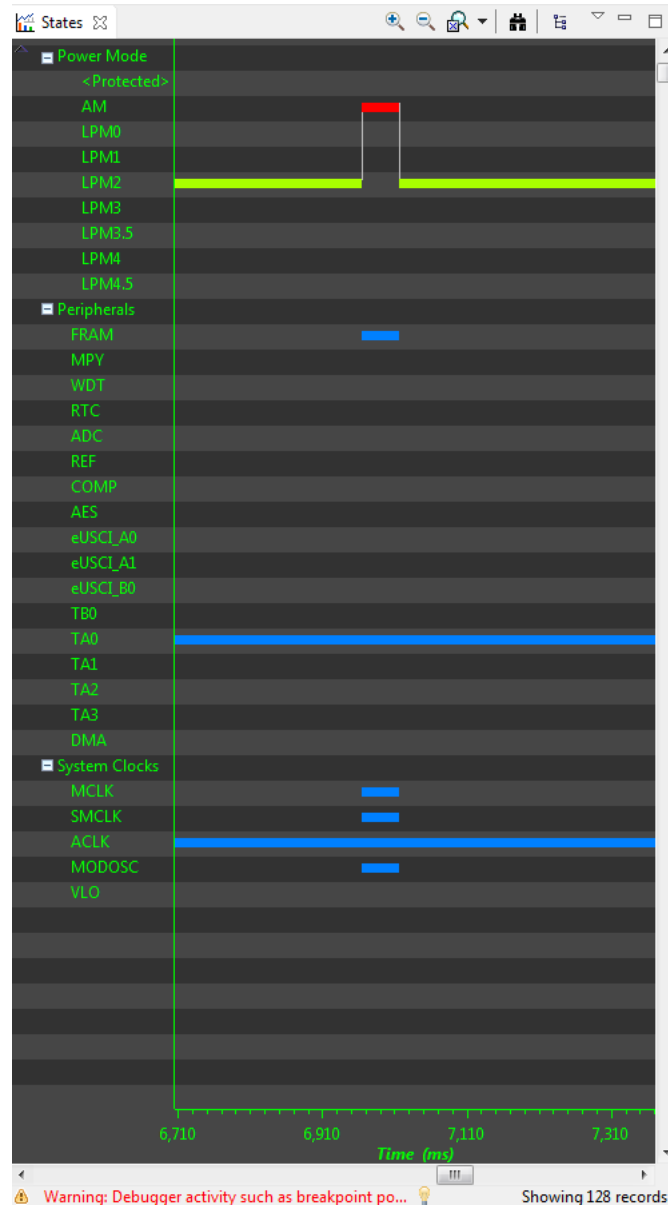 States
Power Mode
<Protected>
AM
LPM0
LPM1
LPM2
LPM3
LPM3.5
LPM4
LPM4.5
Peripherals
FRAM
MPY
WDT
RTC
ADC
REF
COMP
AES
eUSCI_A0
eUSCI_A1
eUSCI_B0
TB0
TA0
TA1
TA2
TA3
DMA
System Clocks
MCLK
SMCLK
ACLK
MODOSC
VLO
6,710 6,910 7,110 7,310
Time (ms)
Warning: Debugger activity such as breakpoint po... Showing 128 records